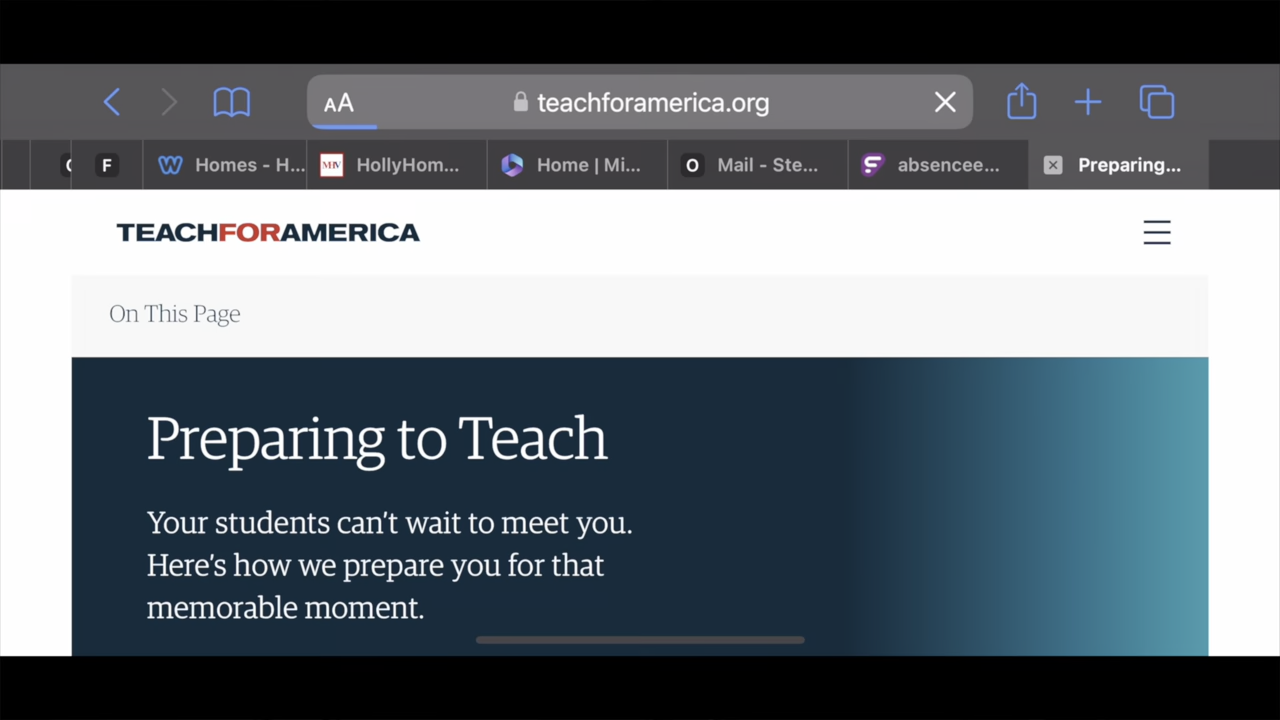 AA teachforamerica.org
F Homes - H... MIV HollyHom... Home | Mi... O Mail - Ste... absencee... Preparing...
TEACHFORAMERICA
On This Page
Preparing to Teach
Your students can't wait to meet you.
Here's how we prepare you for that
memorable moment.